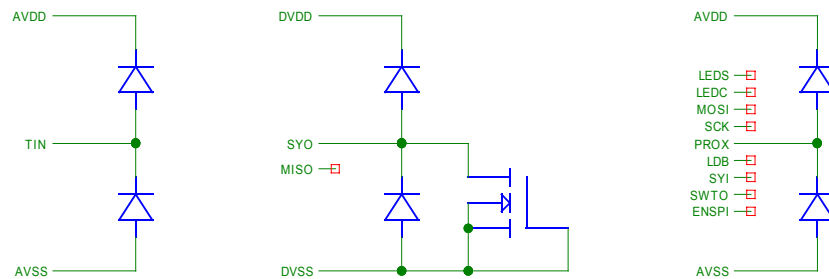 AVDD
TIN
AVSS
DVDD
SYO
MISO
DVSS
AVDD
LEDS
LEDC
MOSI
SCK
PROX
LDB
SYI
SWTO
ENSPI
AVSS